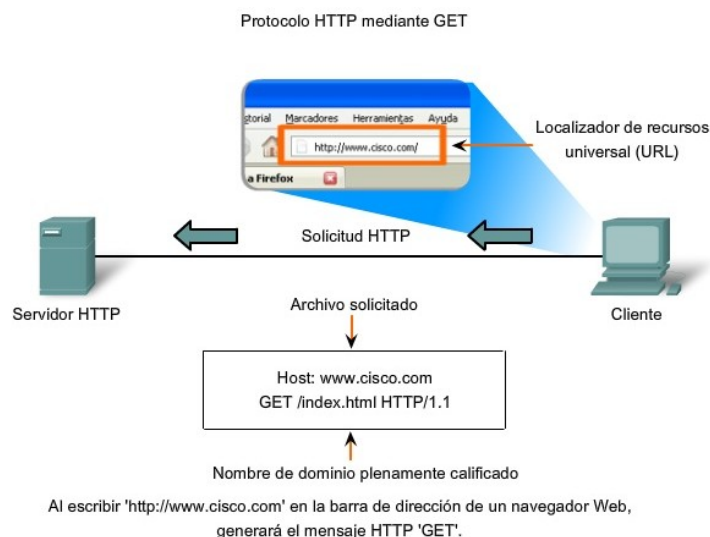 Protocolo HTTP mediante GET
Marcadores Herramientas Ayuda
http://www.cisco.com/
a Firefox
Localizador de recursos
universal (URL)
Solicitud HTTP
Servidor HTTP
Cliente
Archivo solicitado
Host: www.cisco.com
GET /index.html HTTP/1.1
Nombre de dominio plenamente calificado
Al escribir 'http://www.cisco.com' en la barra de dirección de un navegador Web,
generará el mensaje HTTP 'GET'.